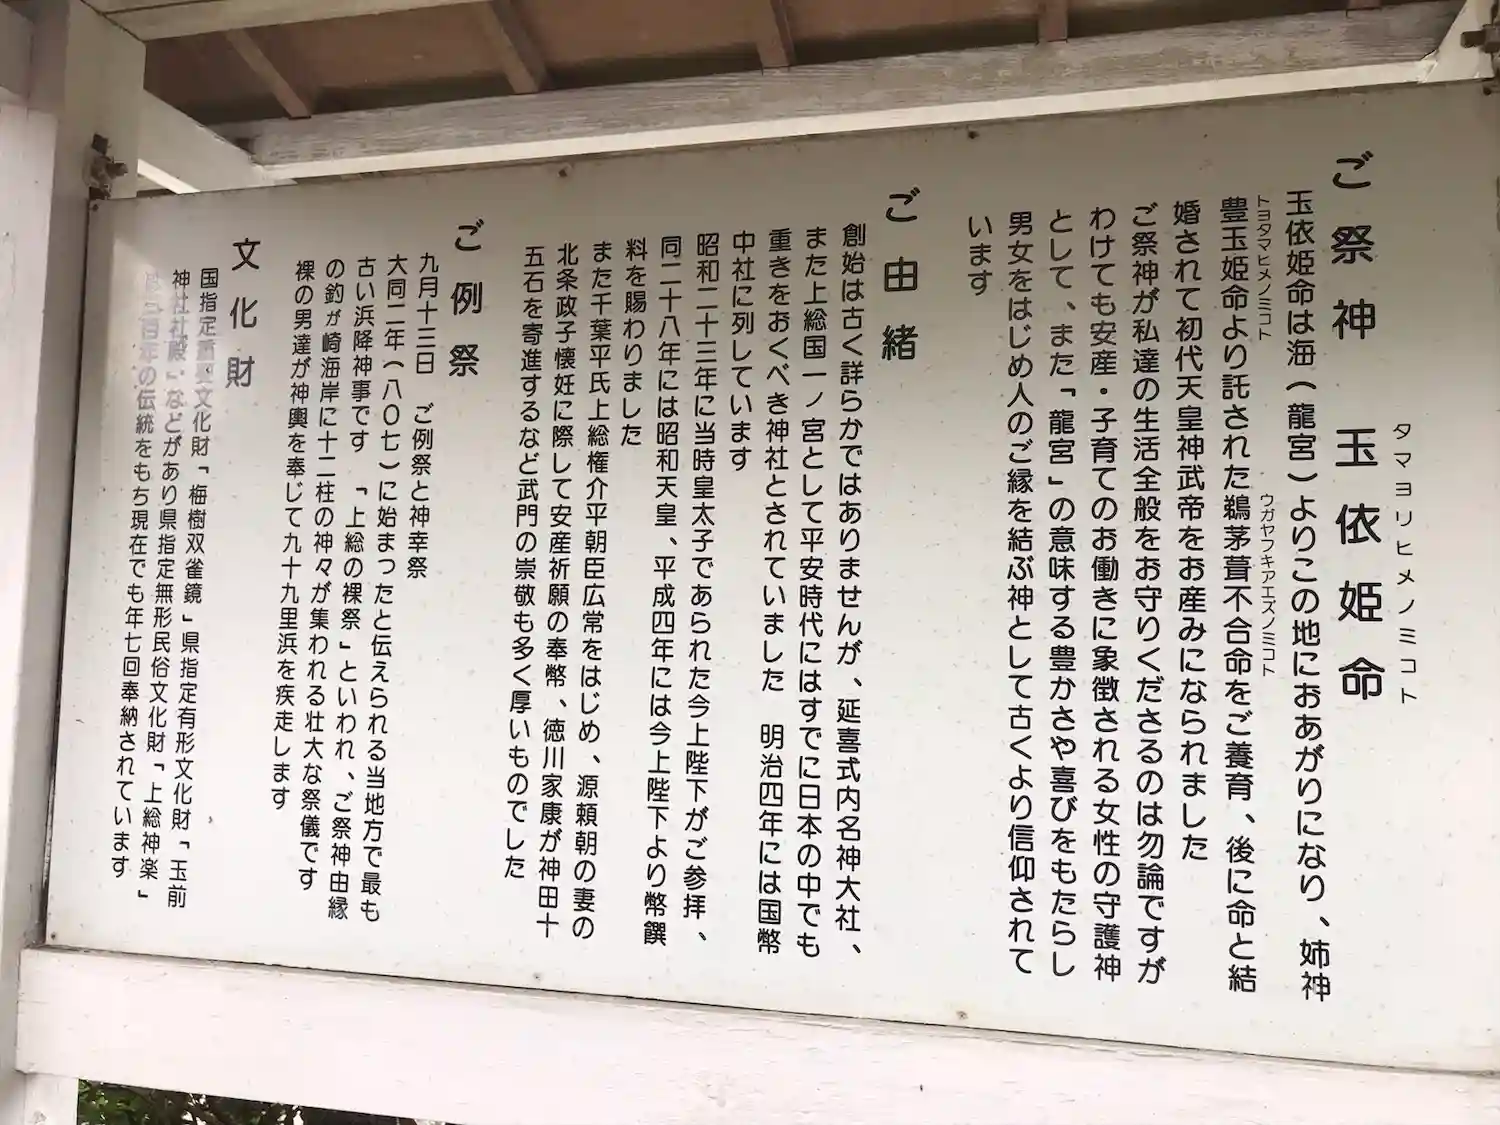 ご祭神　玉依姫命
タマヨリヒメノミコト
玉依姫命は海（龍宮）よりこの地におあがりになり、姉神
豊玉姫命より託された鵜茅葺不合命をご養育、後に命と結
トヨタマヒメノミコト
ウガヤフキアエズノミコト
婚されて初代天皇神武帝をお産みになられました
ご祭神が私達の生活全般をお守りくださるのは勿論ですが
わけても安産・子育てのお働きに象徴される女性の守護神
として、また「龍宮」の意味する豊かさや喜びをもたらし
男女をはじめ人のご縁を結ぶ神として古くより信仰されて
います
ご由緒
創始は古く詳らかではありませんが、延喜式内名神大社、
また上総国一ノ宮として平安時代にはすでに日本の中でも
重きをおくべき神社とされていました　明治四年には国幣
中社に列しています
昭和二十三年に当時皇太子であられた今上陛下がご参拝、
同二十八年には昭和天皇、平成四年には今上陛下より幣饌
料を賜わりました
また千葉平氏上総権介平朝臣広常をはじめ、源頼朝の妻の
北条政子懐妊に際して安産祈願の奉幣、徳川家康が神田十
五石を寄進するなど武門の崇敬も多く厚いものでした
ご例祭
九月十三日　ご例祭と神幸祭
大同二年（八〇七）に始まったと伝えられる当地方で最も
古い浜降神事です　「上総の裸祭」といわれ、ご祭神由縁
の釣が崎海岸に十二柱の神々が集われる壮大な祭儀です
裸の男達が神輿を奉じて九十九里浜を疾走します
文化財
国指定重要文化財「梅樹双雀鏡」県指定有形文化財「玉前
神社社殿」などがあり県指定無形民俗文化財「上総神楽」
は三百年の伝統をもち現在でも年七回奉納されています